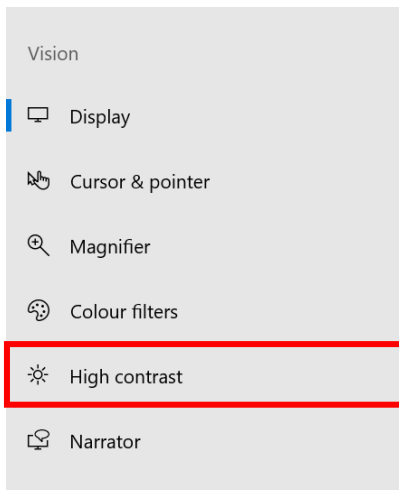 Vision
Display
Cursor & pointer
Magnifier
Colour filters
High contrast
Narrator